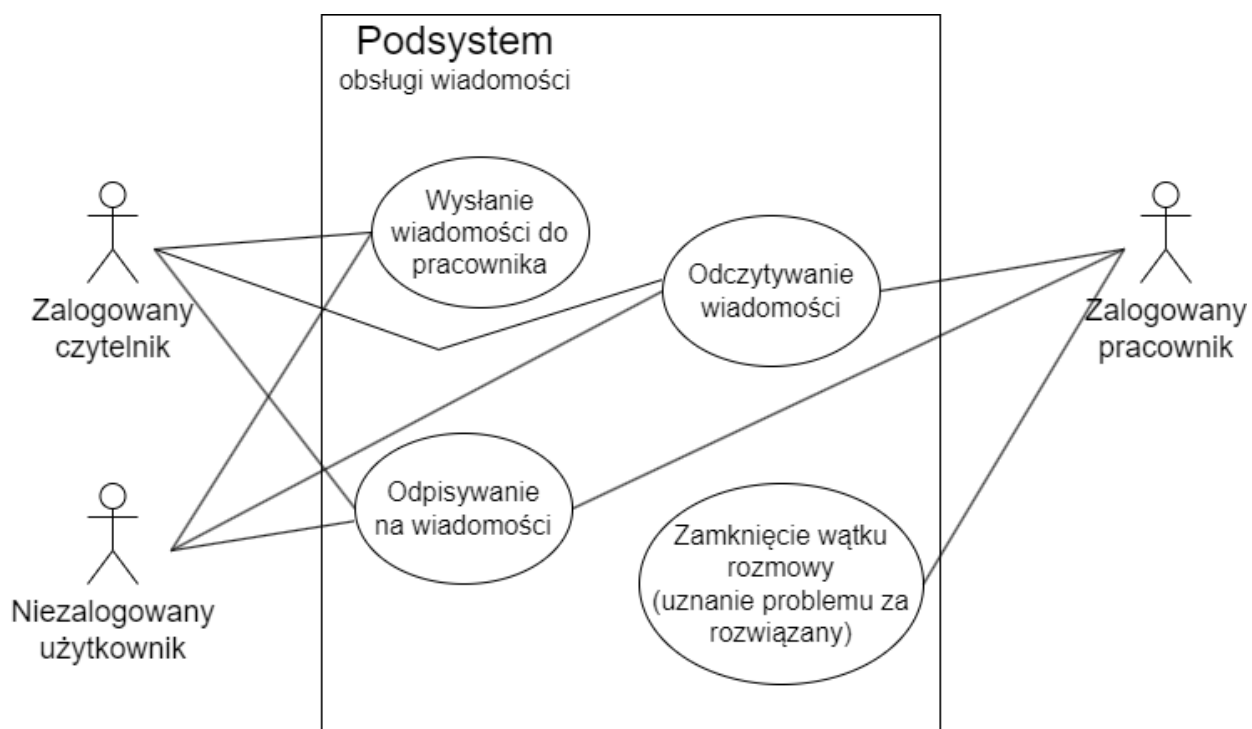 Podsystem
obsługi wiadomości
Wysłanie
wiadomości do
pracownika
Odczytywanie
wiadomości
Zalogowany
czytelnik
Zalogowany
pracownik
Odpisywanie
na wiadomości
Zamknięcie wątku
rozmowy
(uznanie problemu za
rozwiązany)
Niezalogowany
użytkownik